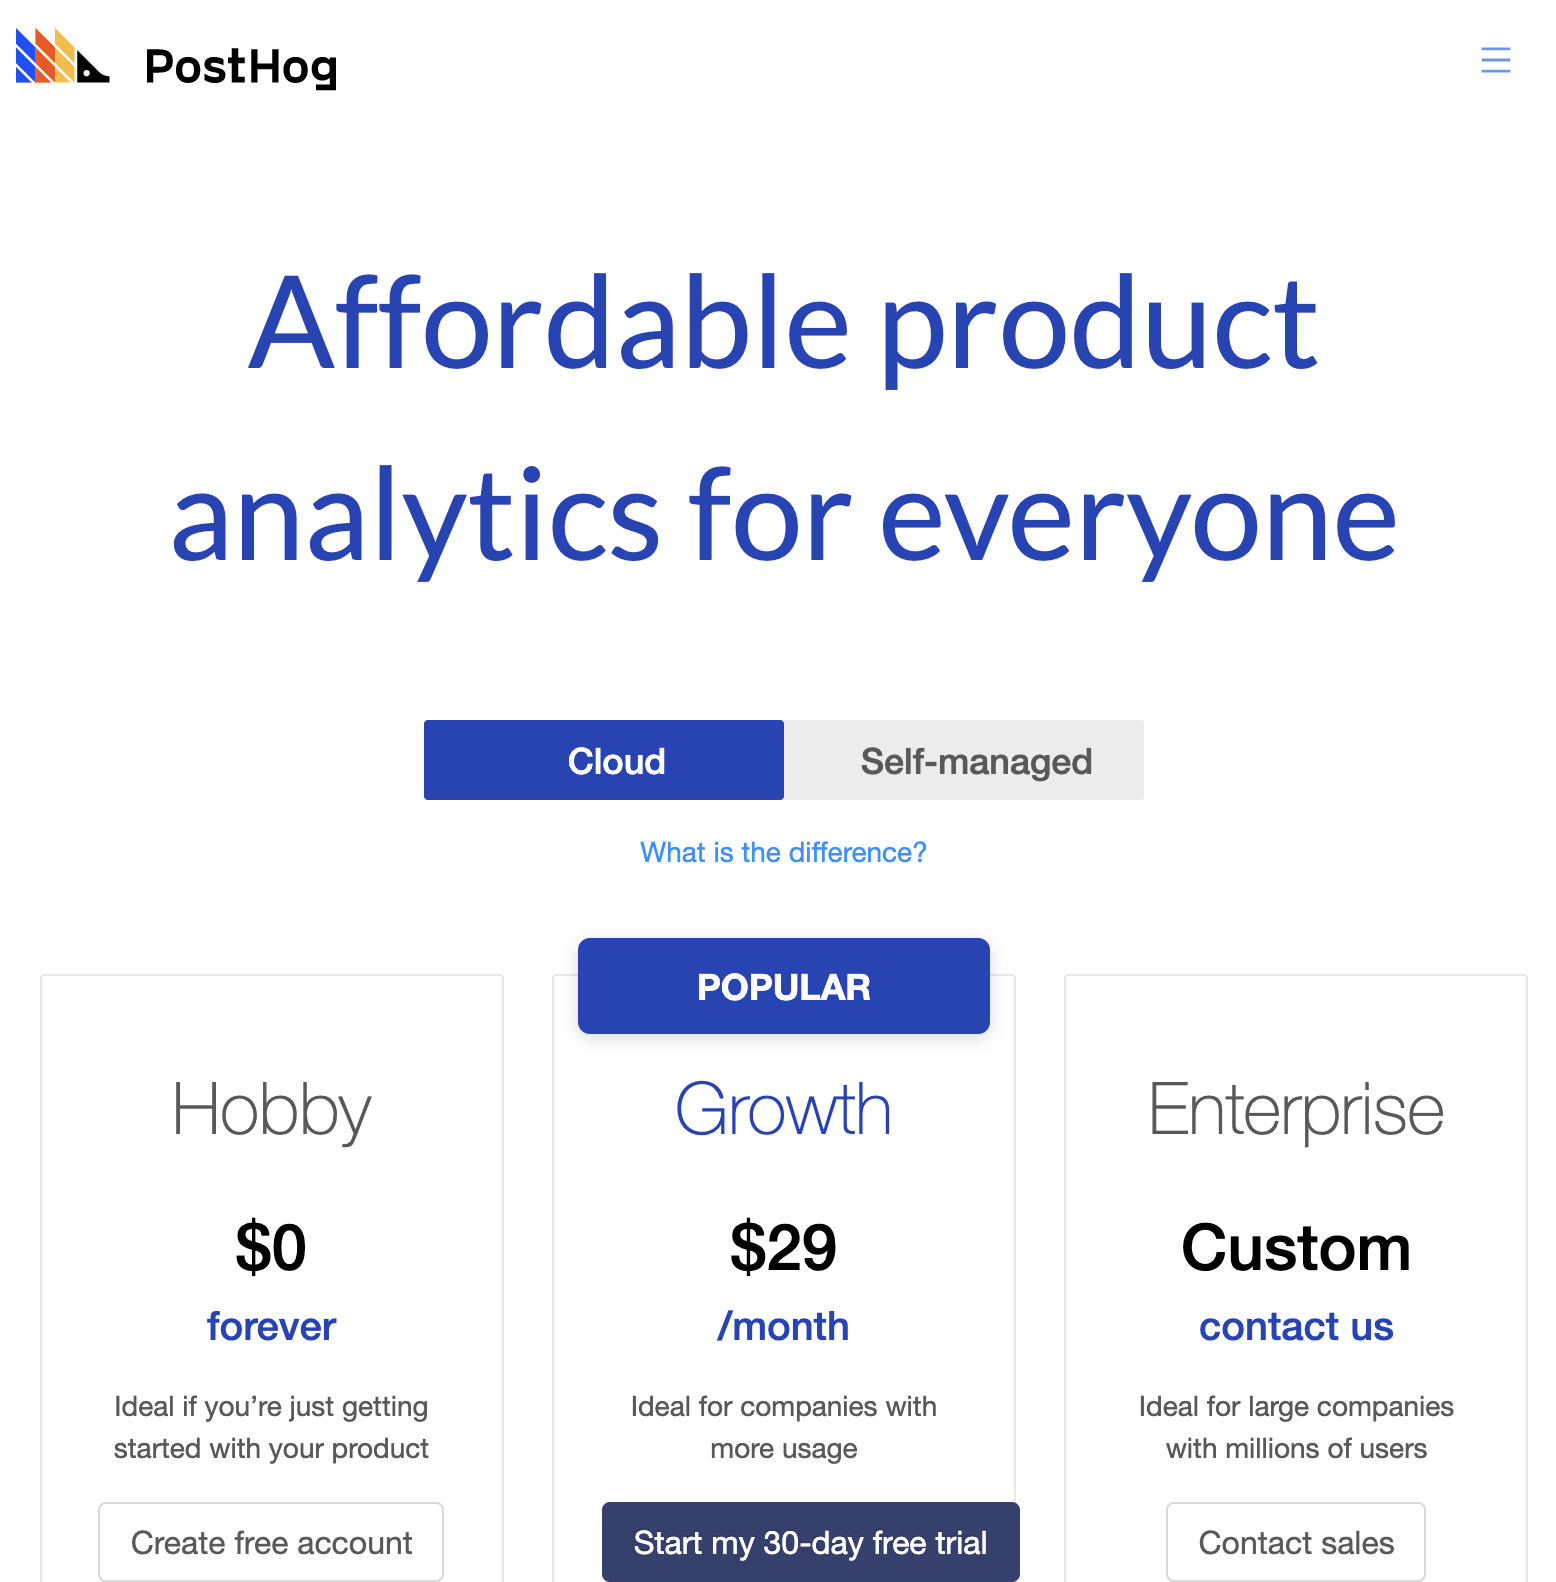 PostHog
Affordable product
analytics for everyone
Cloud
Self-managed
What is the difference?
POPULAR
Hobby
$0
forever
Ideal if you’re just getting
started with your product
Create free account
Growth
$29
/month
Ideal for companies with
more usage
Start my 30-day free trial
Enterprise
Custom
contact us
Ideal for large companies
with millions of users
Contact sales